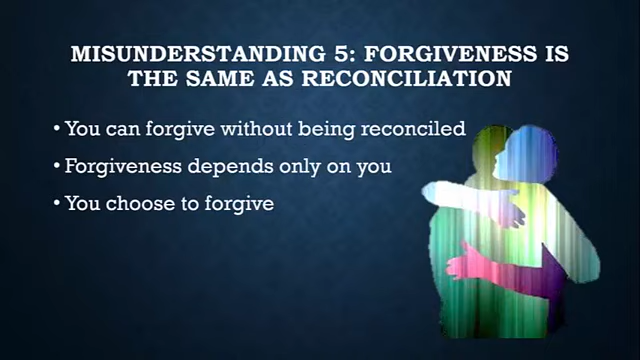 MISUNDERSTANDING 5: FORGIVENESS IS
THE SAME AS RECONCILIATION
• You can forgive without being reconciled
• Forgiveness depends only on you
• You choose to forgive